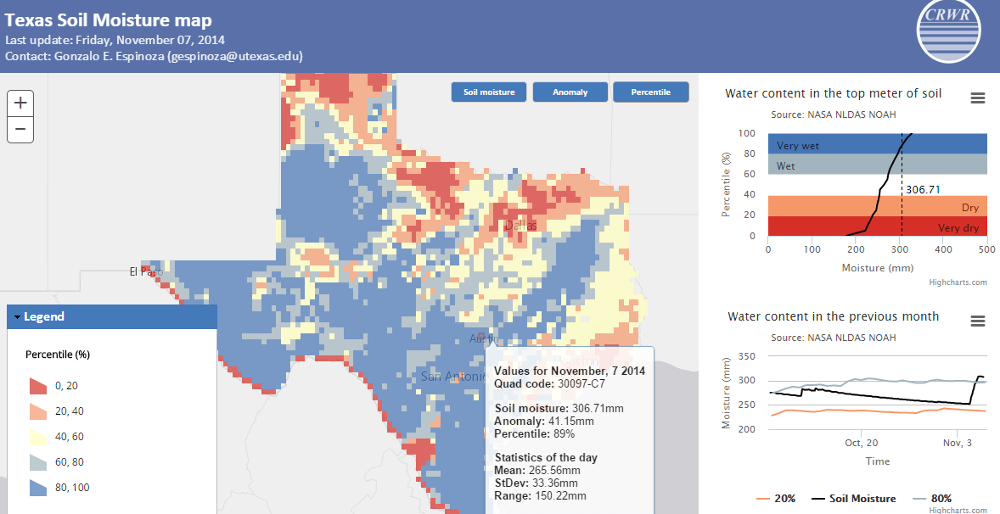 Texas Soil Moisture map
Last update: Friday, November 07, 2014
Contact: Gonzalo E. Espinoza (gespinoza@utexas.edu)
CRWR
+
−
Soil moisture
Anomaly
Percentile
Dallas
El Paso
Austin
San Antonio
Legend
Percentile (%)
0, 20
20, 40
40, 60
60, 80
80, 100
Values for November, 7 2014
Quad code: 30097-C7
Soil moisture: 306.71mm
Anomaly: 41.15mm
Percentile: 89%
Statistics of the day
Mean: 265.56mm
StDev: 33.36mm
Range: 150.22mm
Water content in the top meter of soil
Source: NASA NLDAS NOAH
Percentile (%)
100
80
60
40
20
0
Very wet
Wet
306.71
Dry
Very dry
0 100 200 300 400 500
Moisture (mm)
Highcharts.com
Water content in the previous month
Source: NASA NLDAS NOAH
Moisture (mm)
350
300
250
200
Oct, 20 Nov, 3
Time
20% Soil Moisture 80%
Highcharts.com